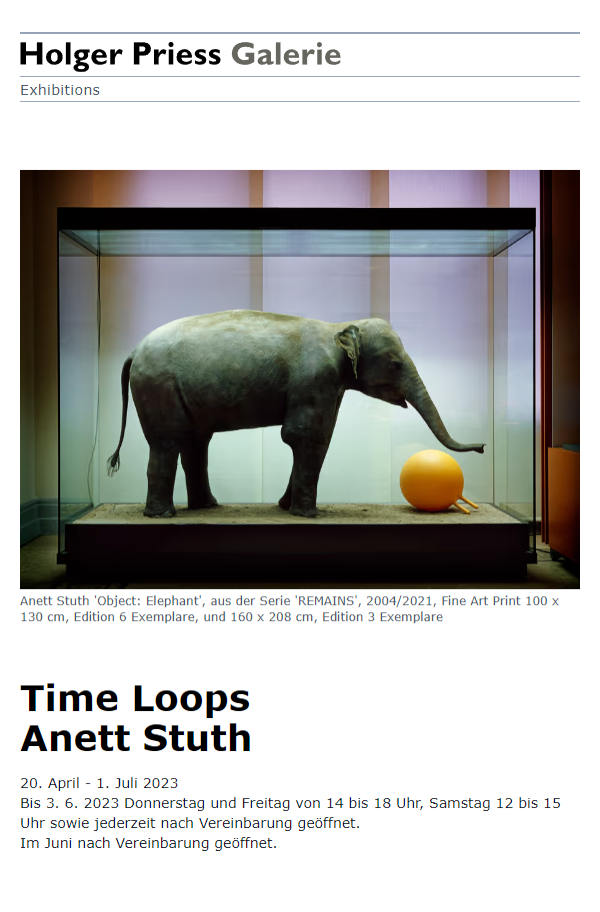 Holger Priess Galerie
Exhibitions
Anett Stuth 'Object: Elephant', aus der Serie 'REMAINS', 2004/2021, Fine Art Print 100 x
130 cm, Edition 6 Exemplare, und 160 x 208 cm, Edition 3 Exemplare
Time Loops
Anett Stuth
20. April - 1. Juli 2023
Bis 3. 6. 2023 Donnerstag und Freitag von 14 bis 18 Uhr, Samstag 12 bis 15
Uhr sowie jederzeit nach Vereinbarung geöffnet.
Im Juni nach Vereinbarung geöffnet.